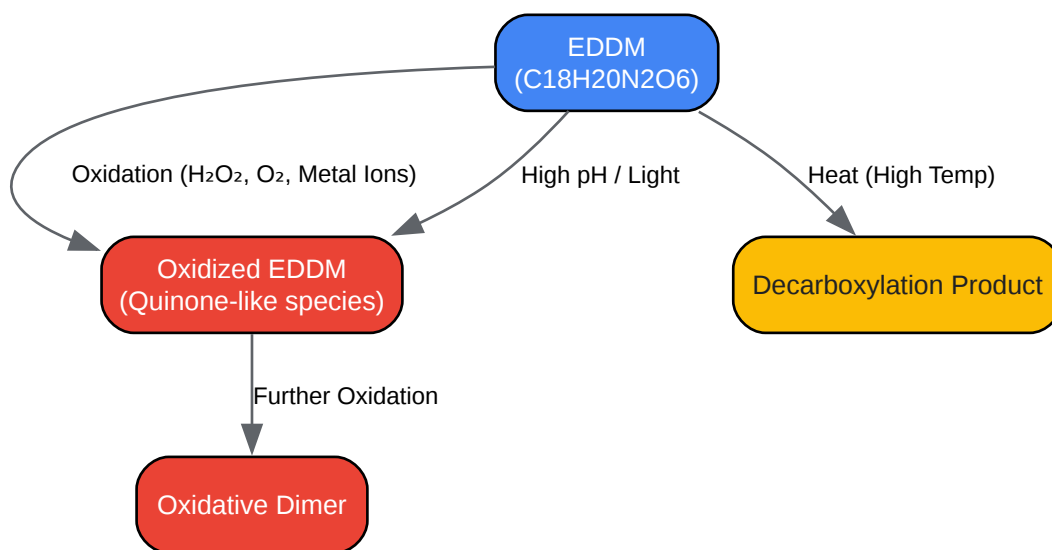 EDDM
(C18H20N2O6)
Oxidation (H₂O₂, O₂, Metal Ions)
High pH / Light
Heat (High Temp)
Oxidized EDDM
(Quinone-like species)
Decarboxylation Product
Further Oxidation
Oxidative Dimer